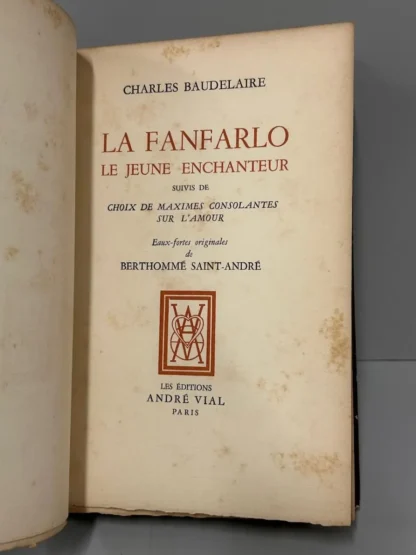 CHARLES BAUDELAIRE
LA FANFARLO
LE JEUNE ENCHANTEUR
SUIVIS DE
CHOIX DE MAXIMES CONSOLANTES
SUR L'AMOUR
Eaux-fortes originales
de
BERTHOMMÉ SAINT-ANDRÉ
LES ÉDITIONS
ANDRÉ VIAL
PARIS